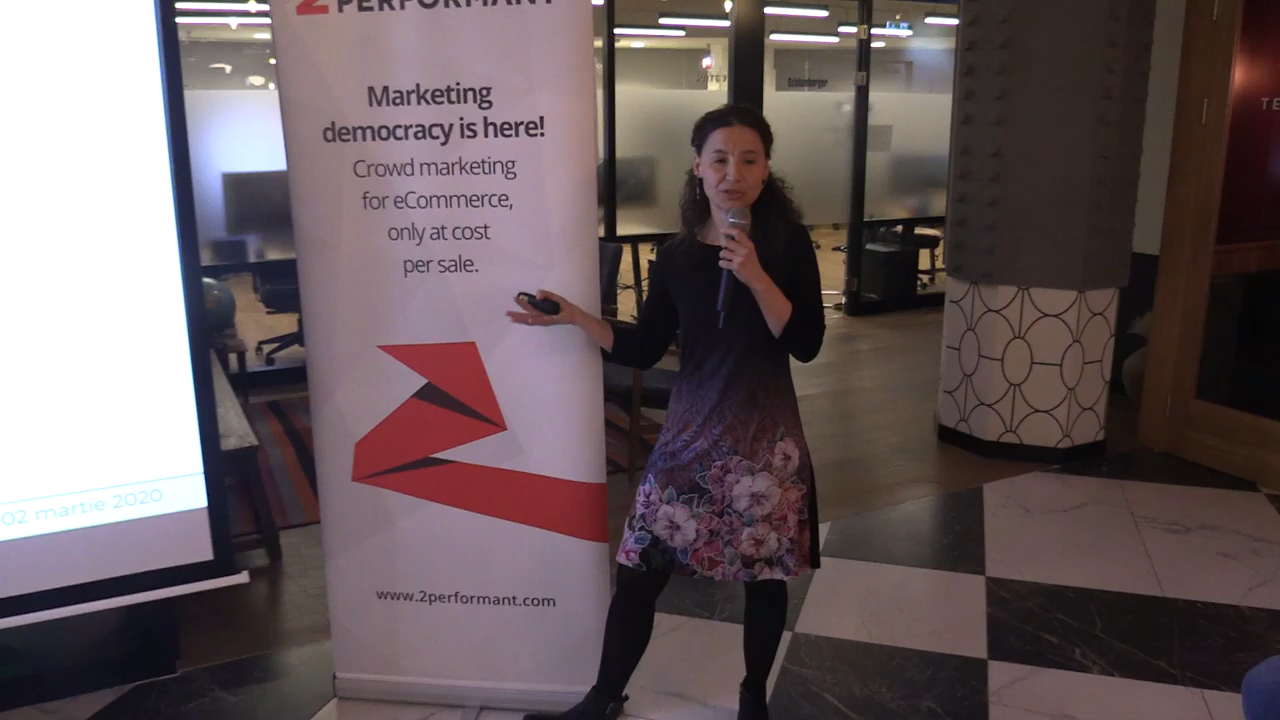 2PERFORMANT
Marketing
democracy is here!
Crowd marketing
for eCommerce,
only at cost
per sale.
www.2performant.com
02 martie 2020
Schlumberger
TE